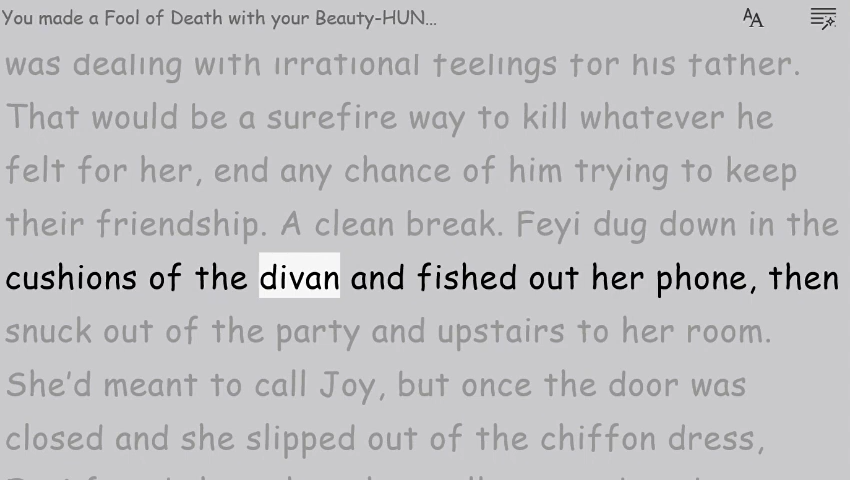 You made a Fool of Death with your Beauty-HUN...
AA
was dealing with irrational feelings for his father.
That would be a surefire way to kill whatever he
felt for her, end any chance of him trying to keep
their friendship. A clean break. Feyi dug down in the
cushions of the divan and fished out her phone, then
snuck out of the party and upstairs to her room.
She'd meant to call Joy, but once the door was
closed and she slipped out of the chiffon dress,